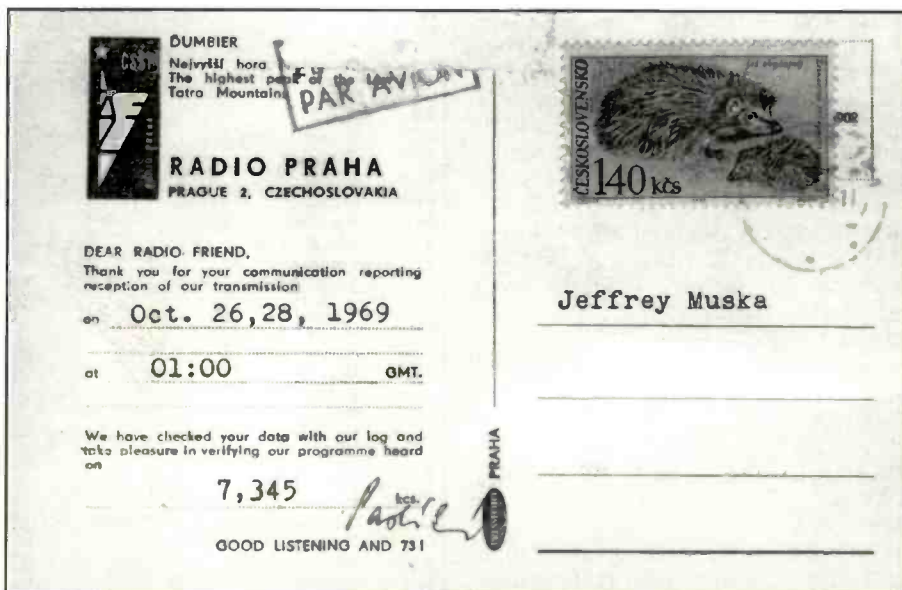 DUMBIER
Nejvyšší hora
The highest peak of the
Tatra Mountains
PAR AVION
RADIO PRAHA
PRAGUE 2, CZECHOSLOVAKIA
DEAR RADIO FRIEND,
Thank you for your communication reporting
reception of our transmission
on Oct. 26,28, 1969
at 01:00 GMT.
We have checked your data with our log and
take pleasure in verifying our programme heard
on
7,345 kcs.
GOOD LISTENING AND 73!
PRAHA
ČESKOSLOVENSKO
140 kčs
Jeffrey Muska